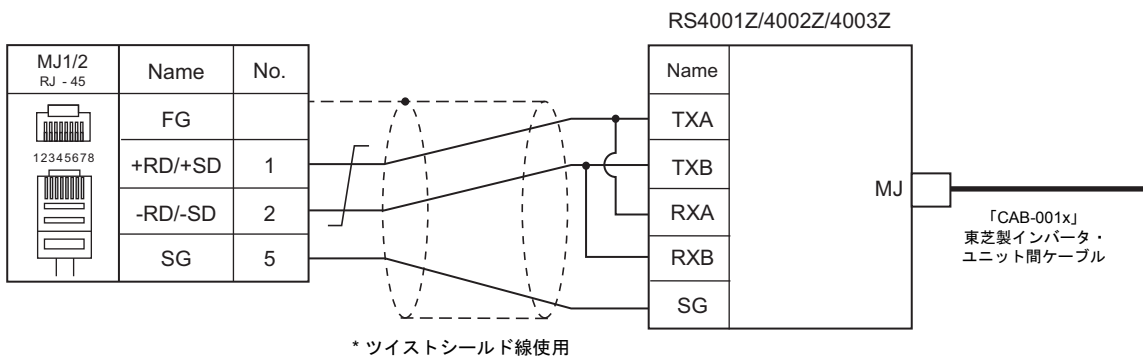 RS4001Z/4002Z/4003Z
MJ1/2
RJ - 45
Name
No.
FG
12345678
+RD/+SD
1
-RD/-SD
2
SG
5
Name
TXA
TXB
RXA
RXB
SG
MJ
「CAB-001x」
東芝製インバータ・
ユニット間ケーブル
* ツイストシールド線使用